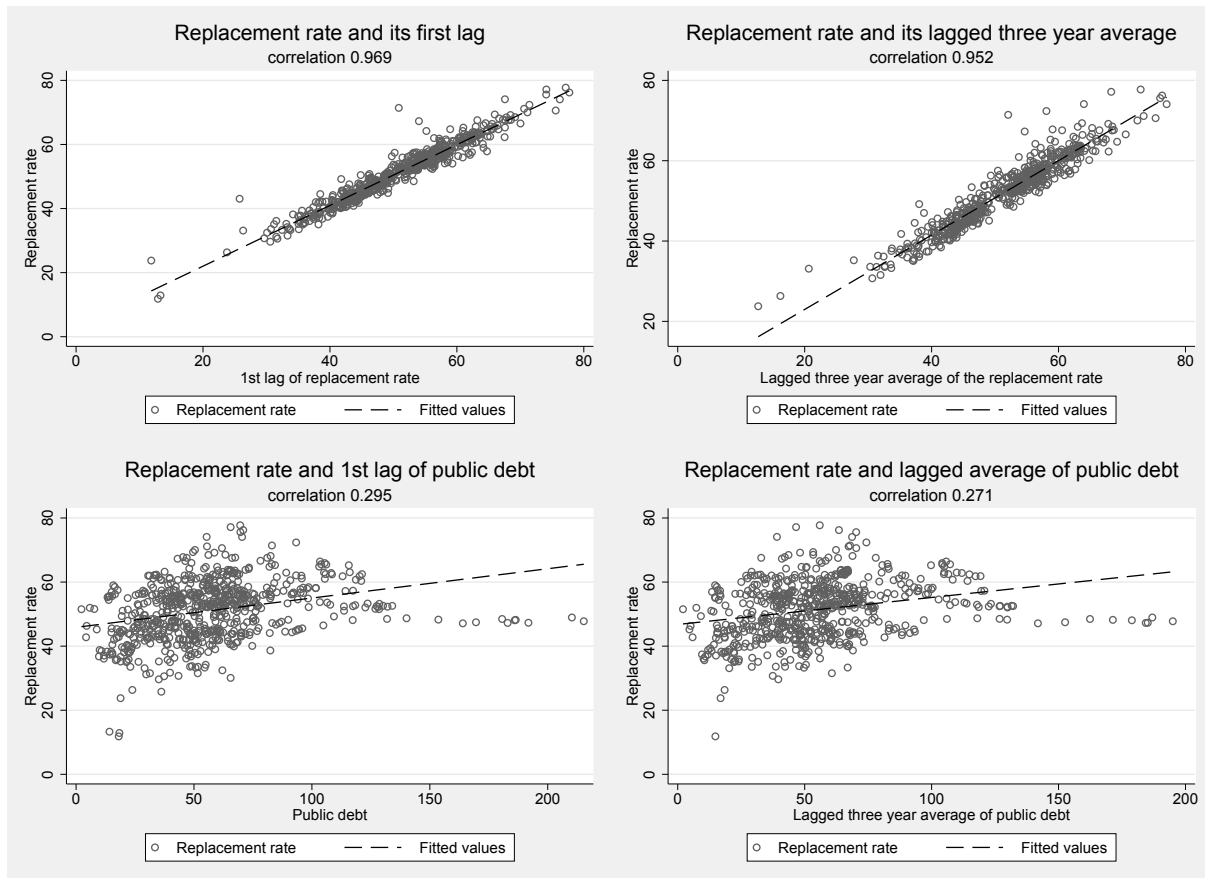 Replacement rate and its first lag
correlation 0.969
Replacement rate
80
60
40
20
0
0 20 40 60 80
1st lag of replacement rate
Replacement rate Fitted values
Replacement rate and its lagged three year average
correlation 0.952
Replacement rate
80
60
40
20
0 20 40 60 80
Lagged three year average of the replacement rate
Replacement rate Fitted values
Replacement rate and 1st lag of public debt
correlation 0.295
Replacement rate
80
60
40
20
0
0 50 100 150 200
Public debt
Replacement rate Fitted values
Replacement rate and lagged average of public debt
correlation 0.271
Replacement rate
80
60
40
20
0
0 50 100 150 200
Lagged three year average of public debt
Replacement rate Fitted values